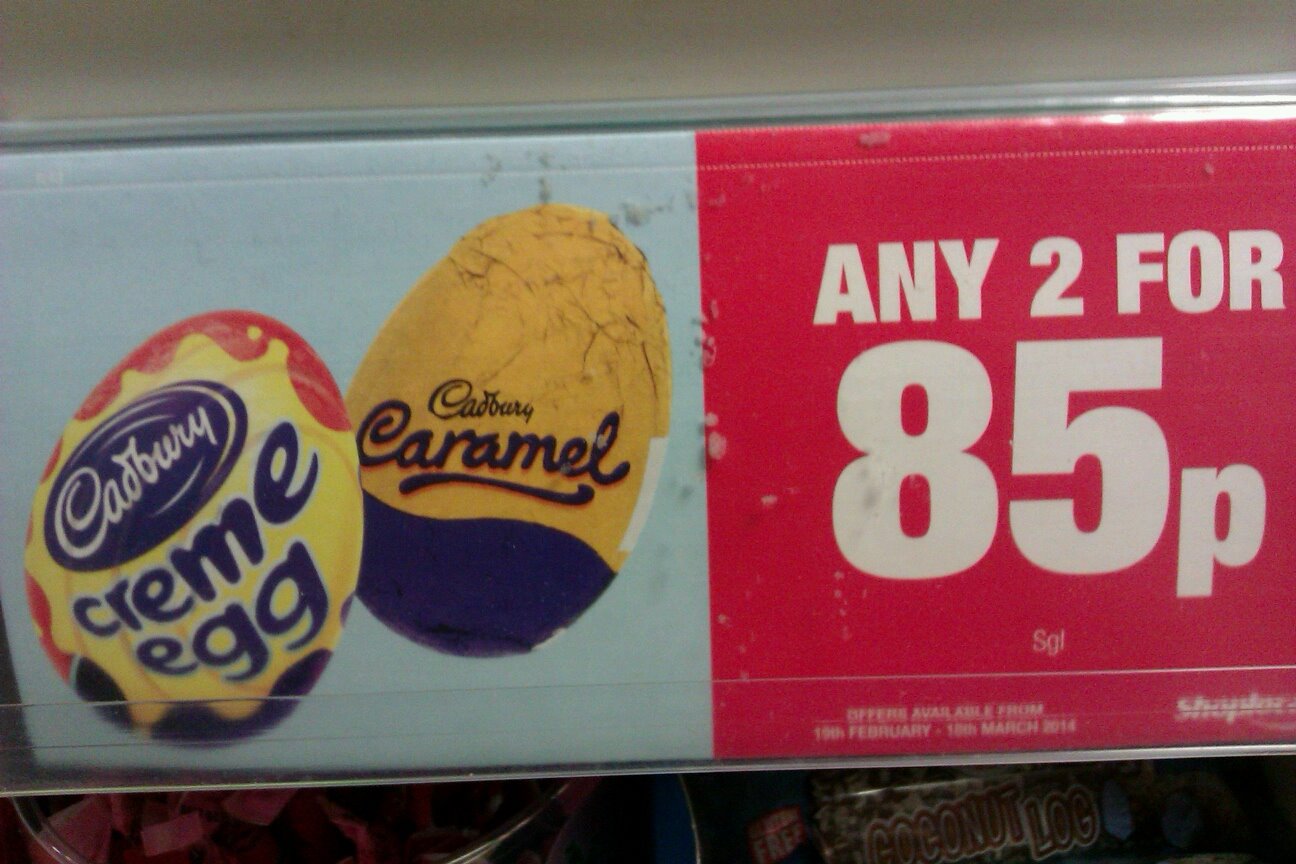 Cadbury
creme
egg
Cadbury
Caramel
ANY 2 FOR
85p
Sgl
OFFERS AVAILABLE FROM
19th FEBRUARY - 18th MARCH 2014
COCONUT LOG